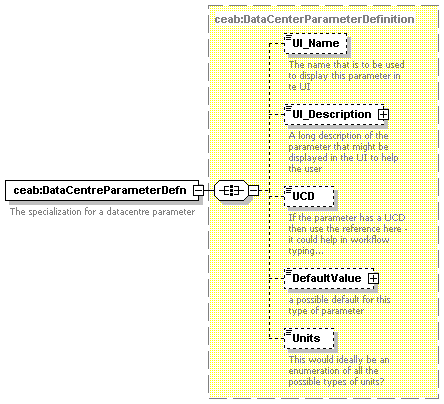 ceab:DataCenterParameterDefinition
UI_Name
The name that is to be used
to display this parameter in
te UI
UI_Description
A long description of the
parameter that might be
displayed in the UI to help
the user
ceab:DataCentreParameterDefn
The specialization for a datacentre parameter
UCD
If the parameter has a UCD
then use the reference here -
it could help in workflow
typing...
DefaultValue
a possible default for this
type of parameter
Units
This would ideally be an
enumeration of all the
possible types of units?